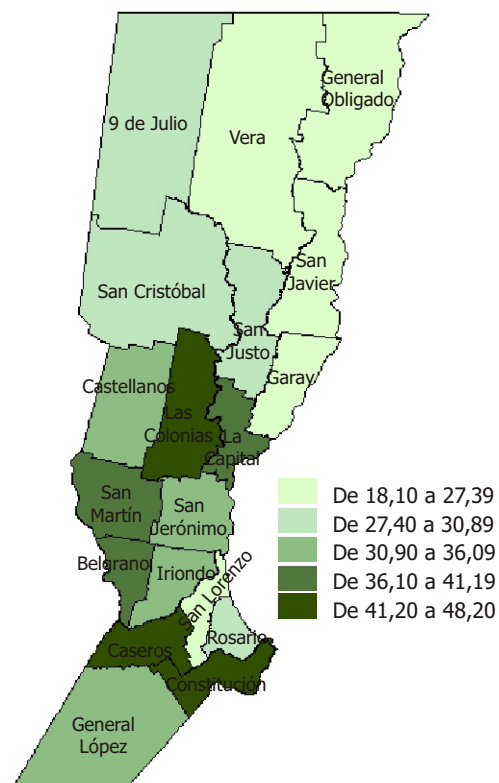 General
Obligado
9 de Julio
Vera
San
Javier
San Cristóbal
San
Justo
Garay
Castellanos
Las
Colonias
La
Capital
San
Martín
San
Jerónimo
Belgrano
Iriondo
San Lorenzo
Rosario
Caseros
Constitución
General
López
De 18,10 a 27,39
De 27,40 a 30,89
De 30,90 a 36,09
De 36,10 a 41,19
De 41,20 a 48,20